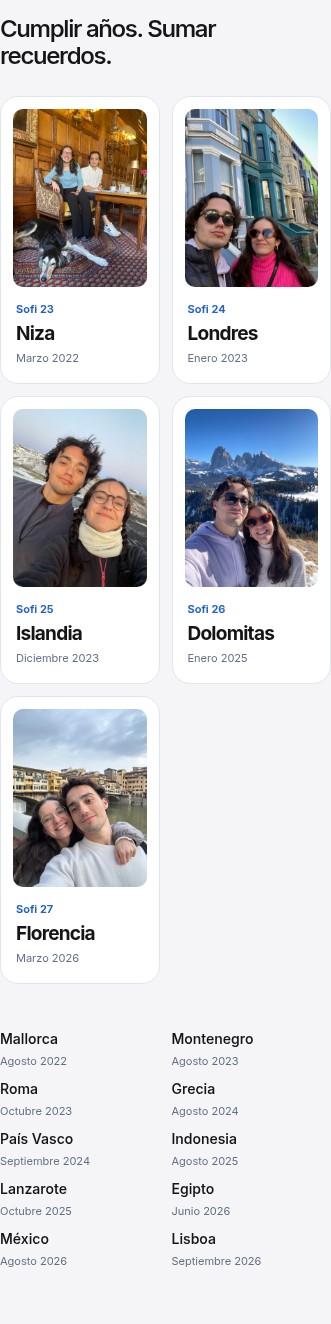 Cumplir años. Sumar
recuerdos.
Sofi 23
Niza
Marzo 2022
Sofi 24
Londres
Enero 2023
Sofi 25
Islandia
Diciembre 2023
Sofi 26
Dolomitas
Enero 2025
Sofi 27
Florencia
Marzo 2026
Mallorca
Agosto 2022
Montenegro
Agosto 2023
Roma
Octubre 2023
Grecia
Agosto 2024
País Vasco
Septiembre 2024
Indonesia
Agosto 2025
Lanzarote
Octubre 2025
Egipto
Junio 2026
México
Agosto 2026
Lisboa
Septiembre 2026